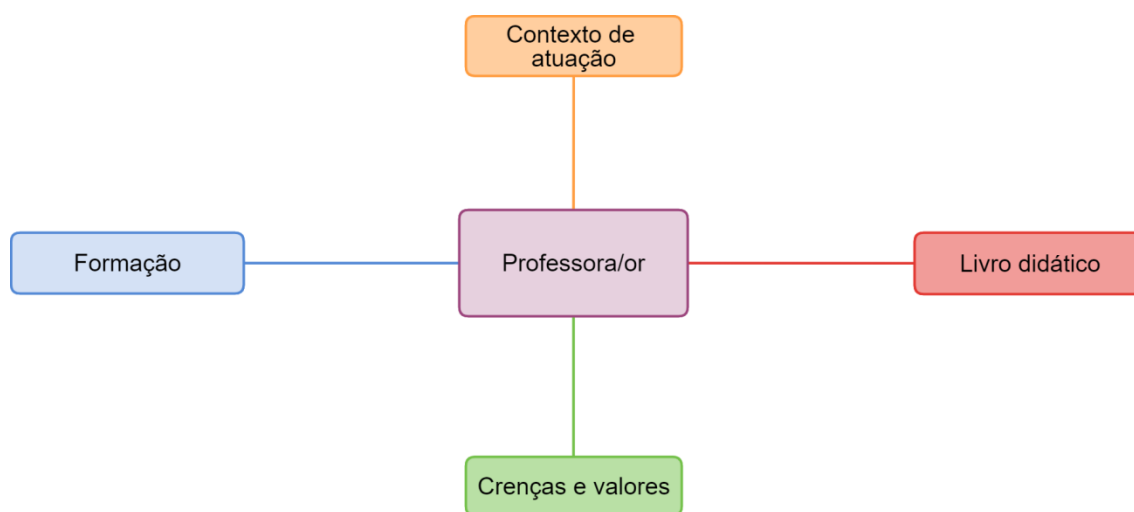 Contexto de
atuação
Formação
Professora/or
Livro didático
Crenças e valores